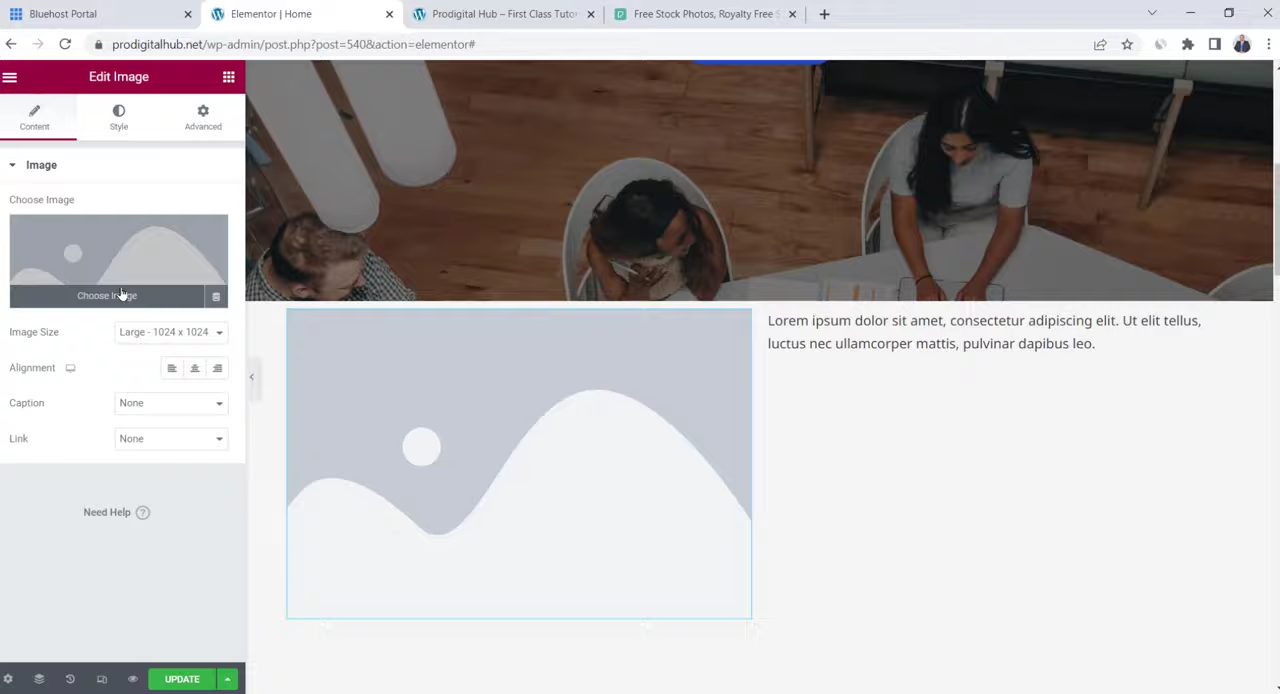 Bluehost Portal
Elementor | Home
Prodigital Hub – First Class Tutor
Free Stock Photos, Royalty Free S
prodigitalhub.net/wp-admin/post.php?post=540&action=elementor#
Edit Image
Content
Style
Advanced
Image
Choose Image
Choose Image
Image Size
Large - 1024 x 1024
Alignment
Caption
None
Link
None
Need Help ?
UPDATE
Lorem ipsum dolor sit amet, consectetur adipiscing elit. Ut elit tellus,
luctus nec ullamcorper mattis, pulvinar dapibus leo.